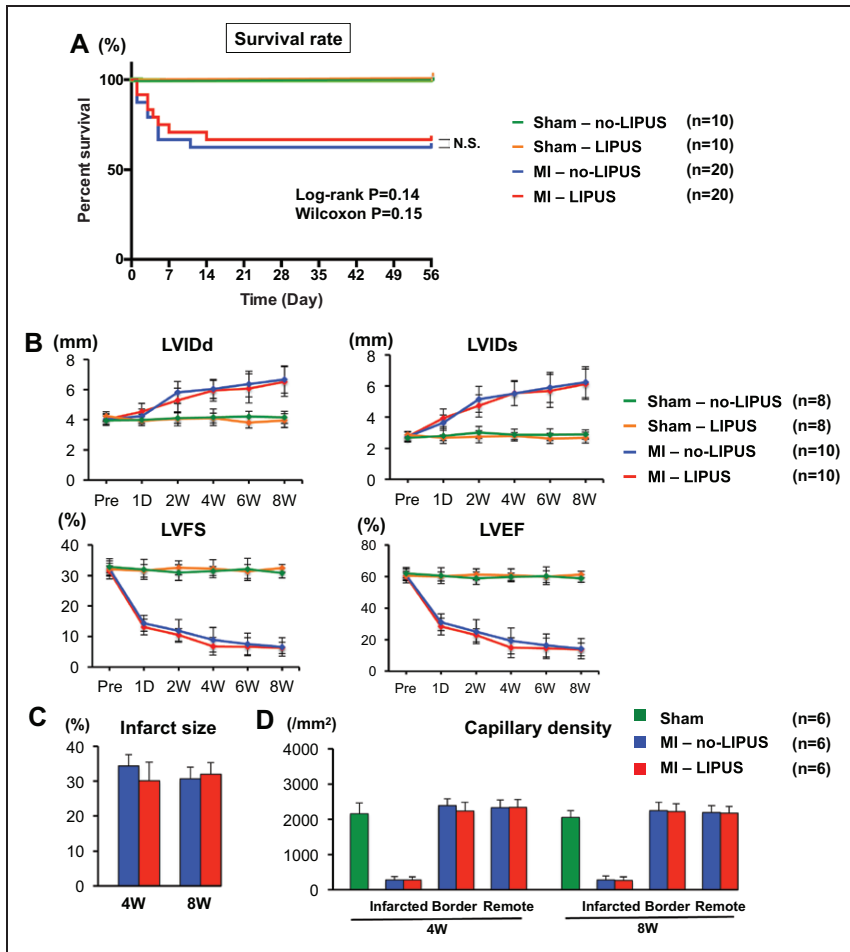 A (%) Survival rate
100
50
0
Percent survival
0 7 14 21 28 35 42 49 56
Time (Day)
N.S.
Log-rank P=0.14
Wilcoxon P=0.15
Sham – no-LIPUS (n=10)
Sham – LIPUS (n=10)
MI – no-LIPUS (n=20)
MI – LIPUS (n=20)
B (mm) LVIDd
8
6
4
2
0
Pre 1D 2W 4W 6W 8W
(mm) LVIDs
8
6
4
2
0
Pre 1D 2W 4W 6W 8W
Sham – no-LIPUS (n=8)
Sham – LIPUS (n=8)
MI – no-LIPUS (n=10)
MI – LIPUS (n=10)
(%) LVFS
40
30
20
10
0
Pre 1D 2W 4W 6W 8W
(%) LVEF
80
60
40
20
0
Pre 1D 2W 4W 6W 8W
C (%) Infarct size
40
30
20
10
0
4W 8W
D (/mm²) Capillary density
4000
3000
2000
1000
0
Infarcted Border Remote Infarcted Border Remote
4W 8W
Sham (n=6)
MI – no-LIPUS (n=6)
MI – LIPUS (n=6)